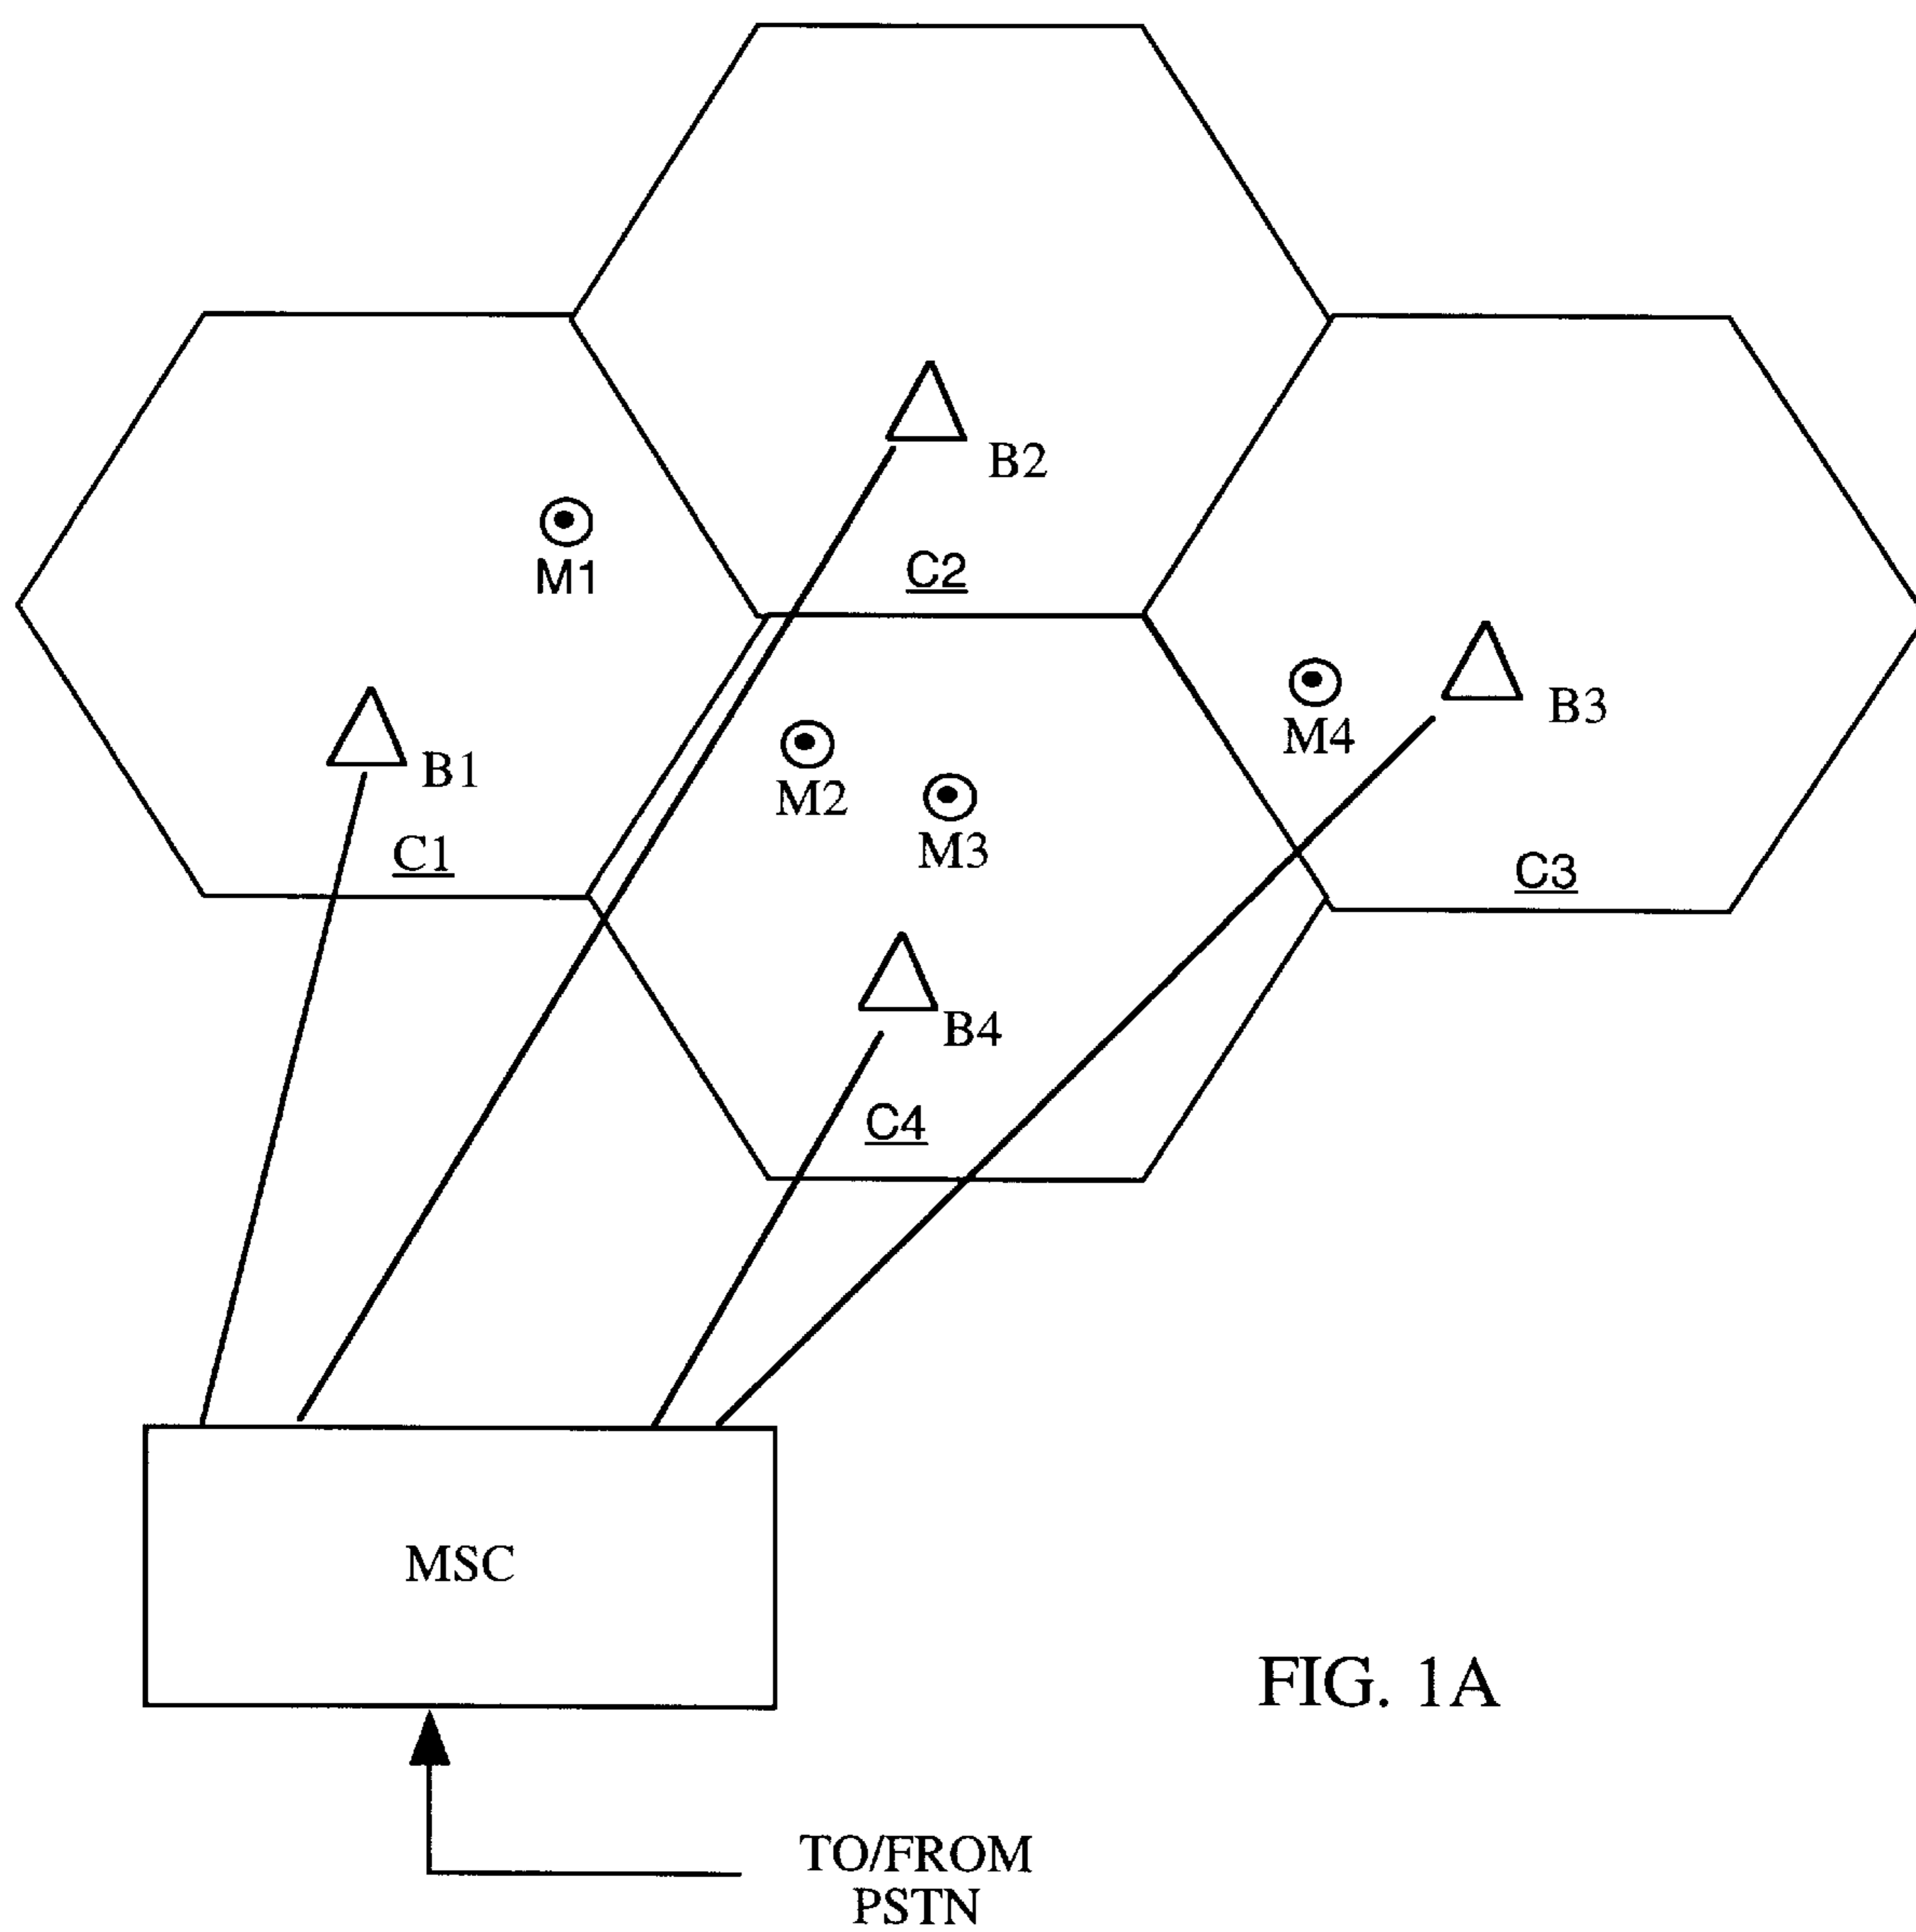 B2
C2
M1
B3
M4
B1
M2
M3
C1
C3
B4
C4
MSC
FIG. 1A
TO/FROM
PSTN